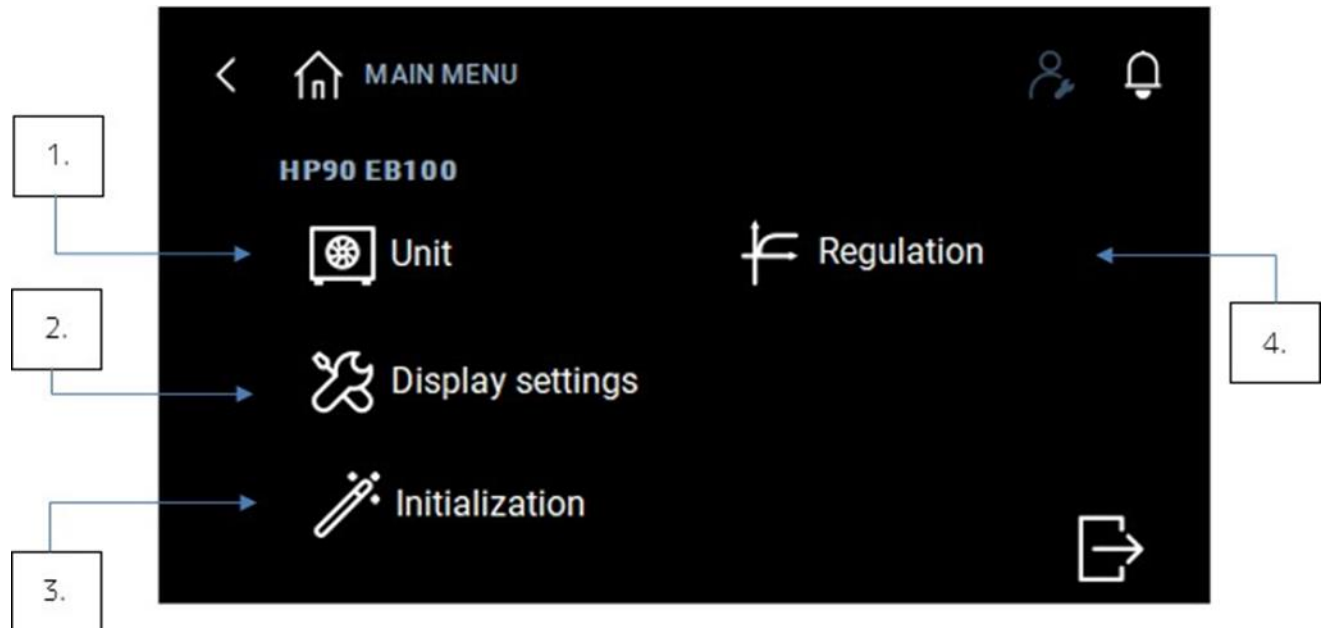 MAIN MENU
HP90 EB100
1.
Unit
Regulation
2.
4.
Display settings
Initialization
3.